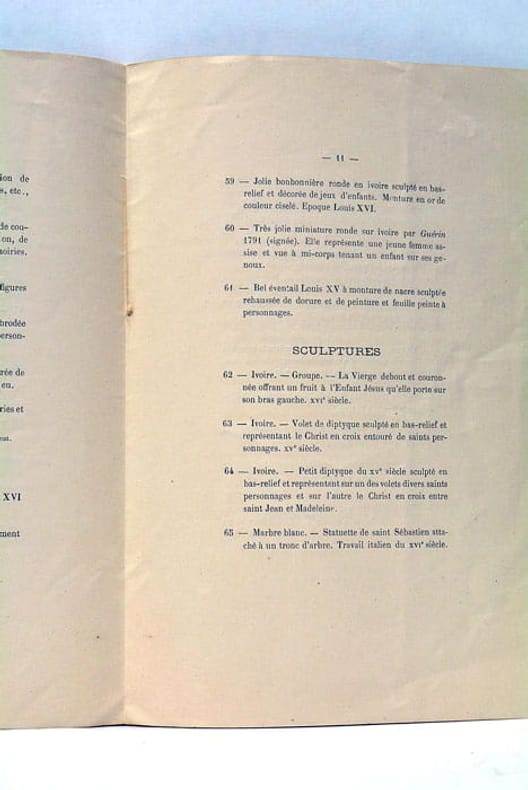 ion de
s, etc.,
de cou-
on, de
noiries.
figures
brodée
erson-
rée de
eu.
ries et
XVI
ment
— 11 —
59 — Jolie bonbonnière ronde en ivoire sculpté en bas-
relief et décorée de jeux d'enfants. Monture en or de
couleur ciselé. Epoque Louis XVI.
60 — Très jolie miniature ronde sur ivoire par Guérin
1791 (signée). Elle représente une jeune femme as-
sise et vue à mi-corps tenant un enfant sur ses ge-
noux.
61 — Bel éventail Louis XV à monture de nacre sculptée
rehaussée de dorure et de peinture et feuille peinte à
personnages.
SCULPTURES
62 — Ivoire. — Groupe. — La Vierge debout et couron-
née offrant un fruit à l'Enfant Jésus qu'elle porte sur
son bras gauche. XVIe siècle.
63 — Ivoire. — Volet de diptyque sculpté en bas-relief et
représentant le Christ en croix entouré de saints per-
sonnages. XVe siècle.
64 — Ivoire. — Petit diptyque du XVe siècle sculpté en
bas-relief et représentant sur un des volets divers saints
personnages et sur l'autre le Christ en croix entre
saint Jean et Madeleine.
65 — Marbre blanc. — Statuette de saint Sébastien atta-
ché à un tronc d'arbre. Travail italien du XVIe siècle.